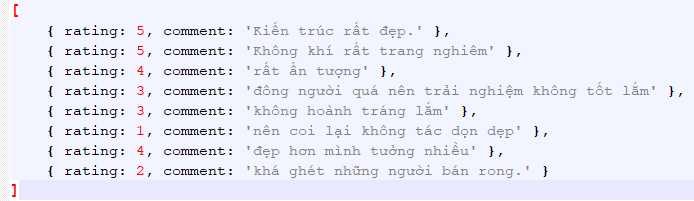 [
{ rating: 5, comment: 'Kiến trúc rất đẹp.' },
{ rating: 5, comment: 'Không khí rất trang nghiêm' },
{ rating: 4, comment: 'rất ấn tượng' },
{ rating: 3, comment: 'đông người quá nên trải nghiệm không tốt lắm' },
{ rating: 3, comment: 'không hoành tráng lắm' },
{ rating: 1, comment: 'nên coi lại không tác dọn dẹp' },
{ rating: 4, comment: 'đẹp hơn mình tưởng nhiều' },
{ rating: 2, comment: 'khá ghét những người bán rong.' }
]